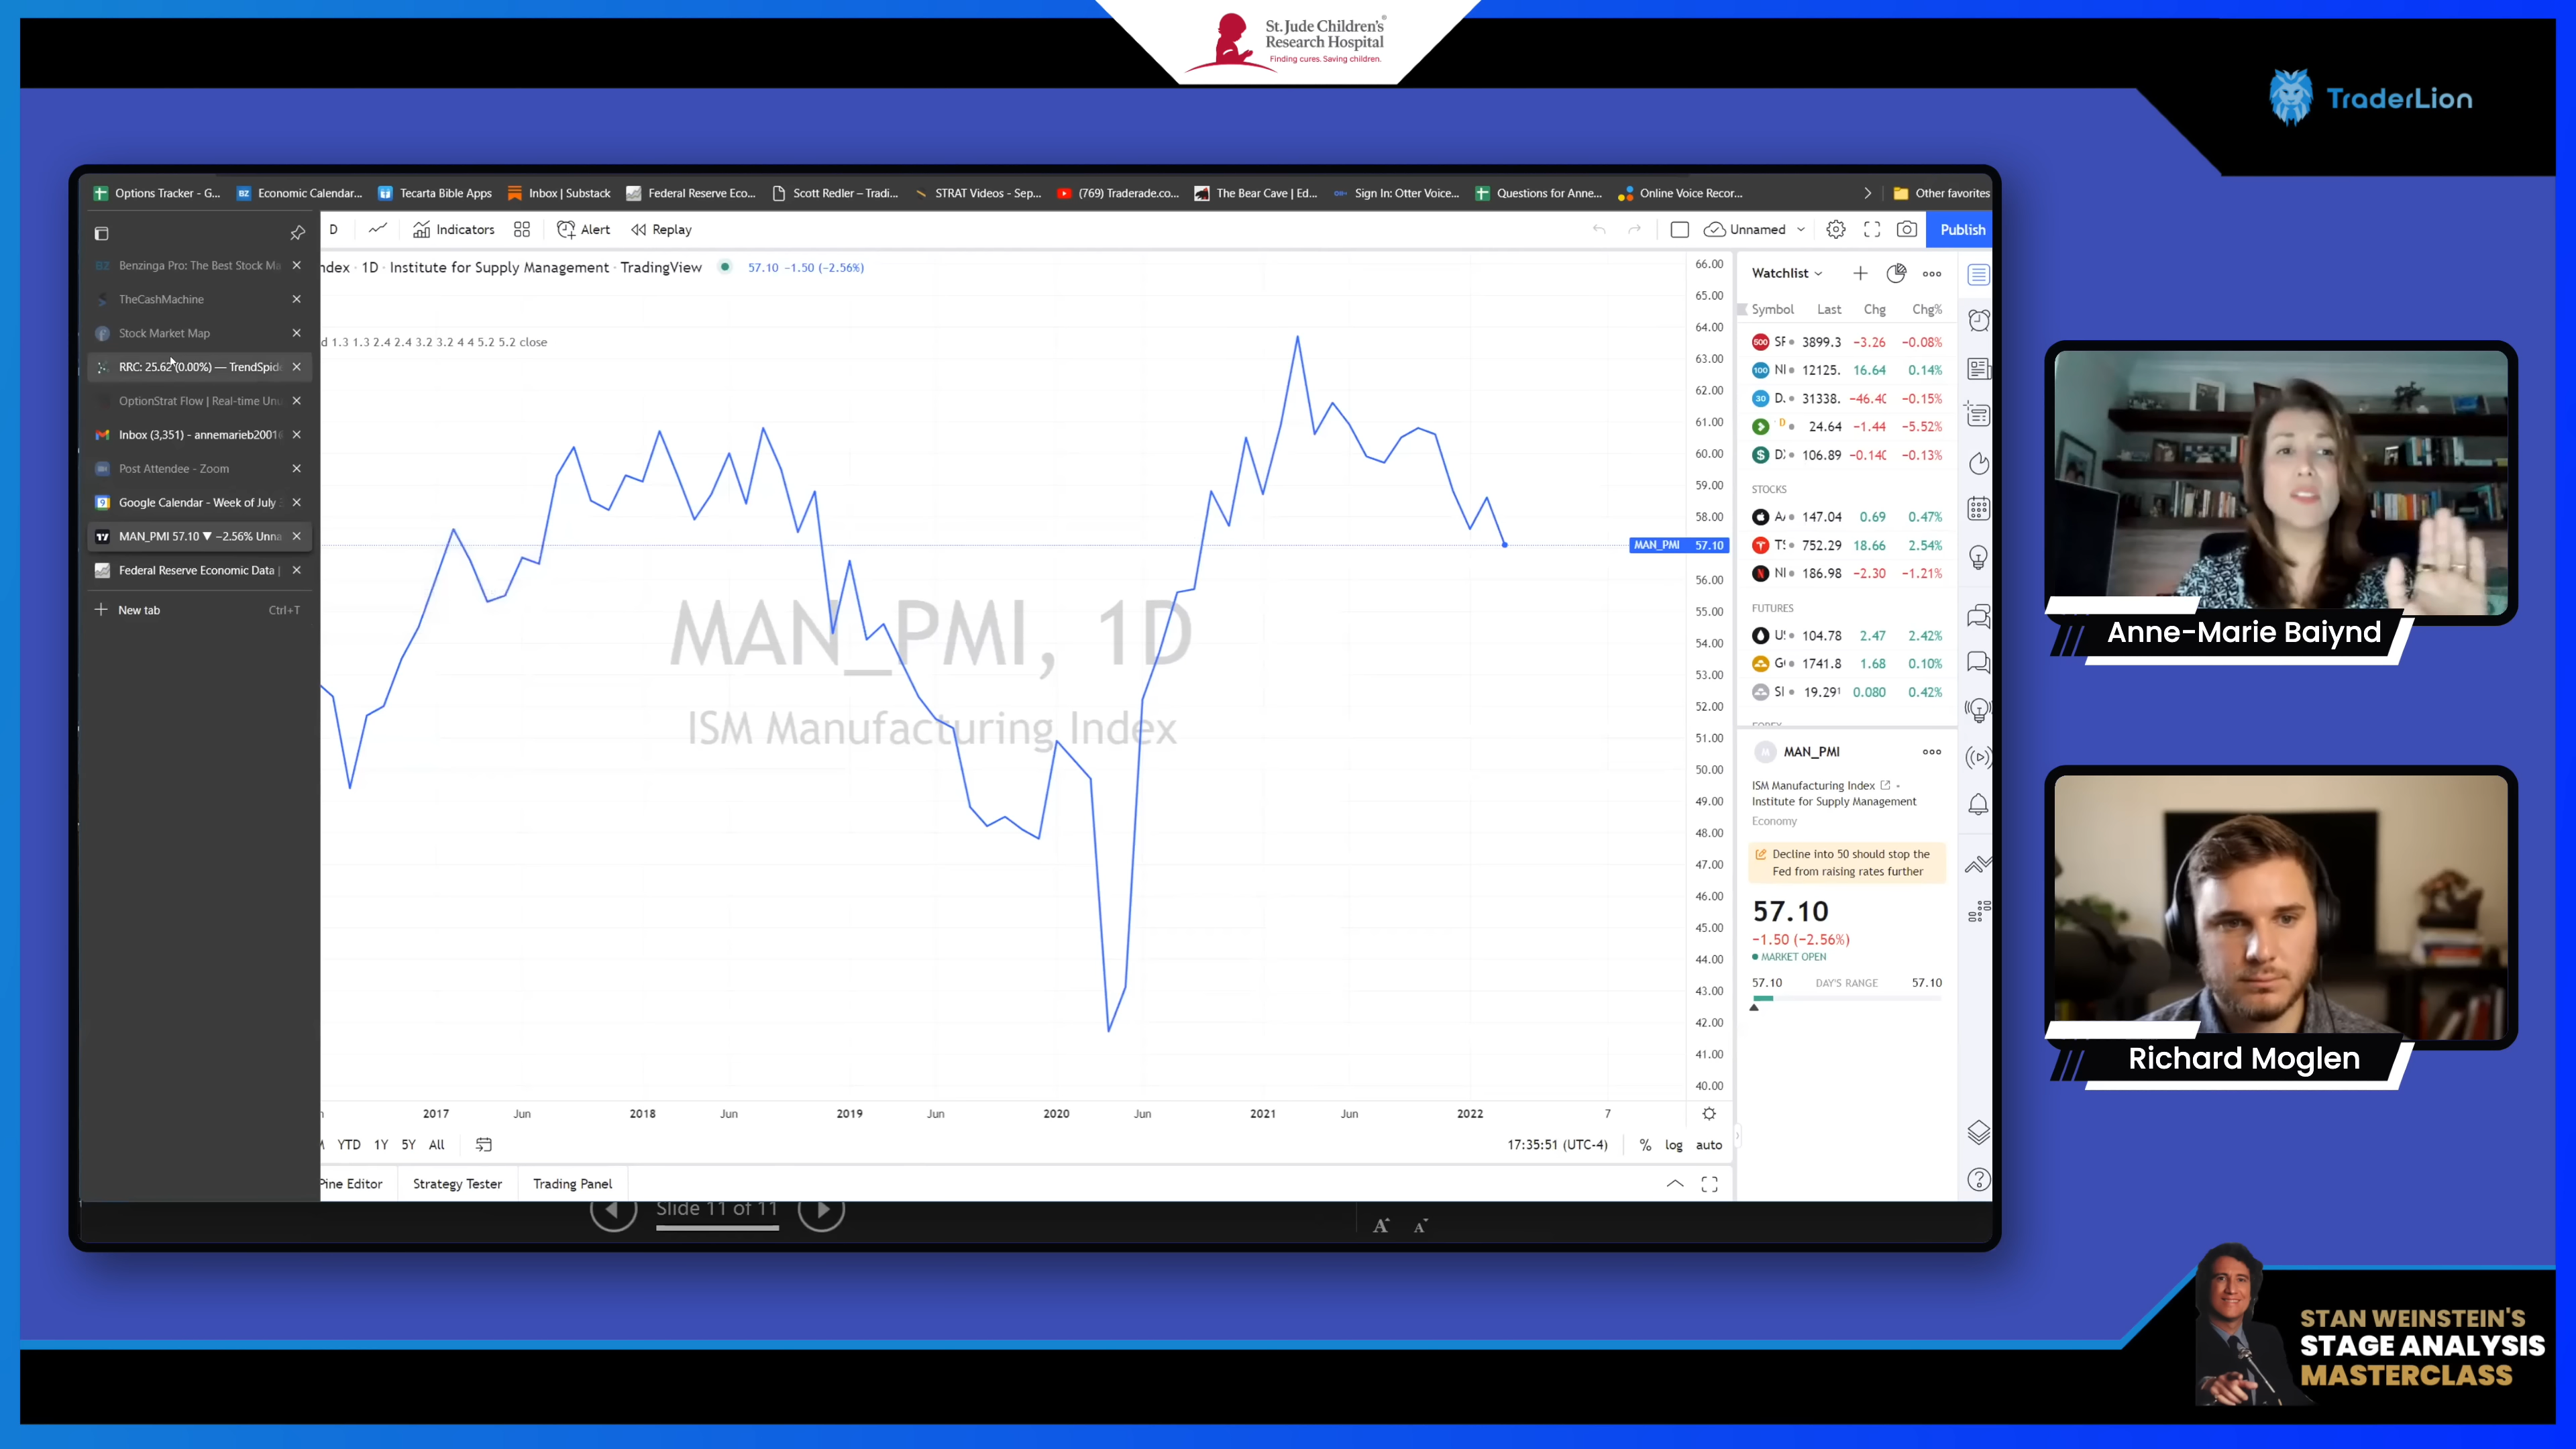 St. Jude Children's®
Research Hospital
Finding cures. Saving children.
TraderLion
Options Tracker - G...
Economic Calendar...
Tecarta Bible Apps
Inbox | Substack
Federal Reserve Eco...
Scott Redler – Tradi...
STRAT Videos - Sep...
(769) Traderade.co...
The Bear Cave | Ed...
Sign In: Otter Voice...
Questions for Anne...
Online Voice Recor...
Other favorites
D
Indicators
Alert
Replay
Unnamed
Publish
Benzinga Pro: The Best Stock Ma
TheCashMachine
Stock Market Map
RRC: 25.62 (0.00%) — TrendSpid
OptionStrat Flow | Real-time Unu
Inbox (3,351) - annemarieb2001
Post Attendee - Zoom
Google Calendar - Week of July
MAN_PMI 57.10 ▼ −2.56% Unna
Federal Reserve Economic Data |
New tab Ctrl+T
ndex · 1D · Institute for Supply Management · TradingView 57.10 −1.50 (−2.56%)
d 1.3 1.3 2.4 2.4 3.2 3.2 4 4 5.2 5.2 close
MAN_PMI, 1D
ISM Manufacturing Index
66.00
65.00
64.00
63.00
62.00
61.00
60.00
59.00
58.00
MAN_PMI 57.10
56.00
55.00
54.00
53.00
52.00
51.00
50.00
49.00
48.00
47.00
46.00
45.00
44.00
43.00
42.00
41.00
40.00
2017 Jun 2018 Jun 2019 Jun 2020 Jun 2021 Jun 2022 7
YTD 1Y 5Y All
17:35:51 (UTC-4) % log auto
Pine Editor Strategy Tester Trading Panel
Slide 11 of 11
Watchlist
Symbol Last Chg Chg%
500 SF 3899.3 −3.26 −0.08%
100 NI 12125. 16.64 0.14%
30 D. 31338. −46.40 −0.15%
D 24.64 −1.44 −5.52%
D 106.89 −0.140 −0.13%
STOCKS
147.04 0.69 0.47%
752.29 18.66 2.54%
NI 186.98 −2.30 −1.21%
FUTURES
104.78 2.47 2.42%
1741.8 1.68 0.10%
SI 19.291 0.080 0.42%
MAN_PMI
ISM Manufacturing Index
Institute for Supply Management
Economy
Decline into 50 should stop the
Fed from raising rates further
57.10
−1.50 (−2.56%)
MARKET OPEN
57.10 DAY'S RANGE 57.10
Anne-Marie Baiynd
Richard Moglen
STAN WEINSTEIN'S
STAGE ANALYSIS
MASTERCLASS